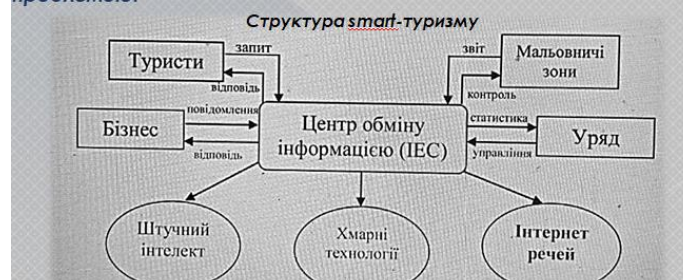 Структура smart-туризму
Туристи
запит
відповідь
звіт
контроль
Мальовничі
зони
Бізнес
повідомлення
відповідь
Центр обміну
інформацією (ІЕС)
статистика
управління
Уряд
Штучний
інтелект
Хмарні
технології
Інтернет
речей